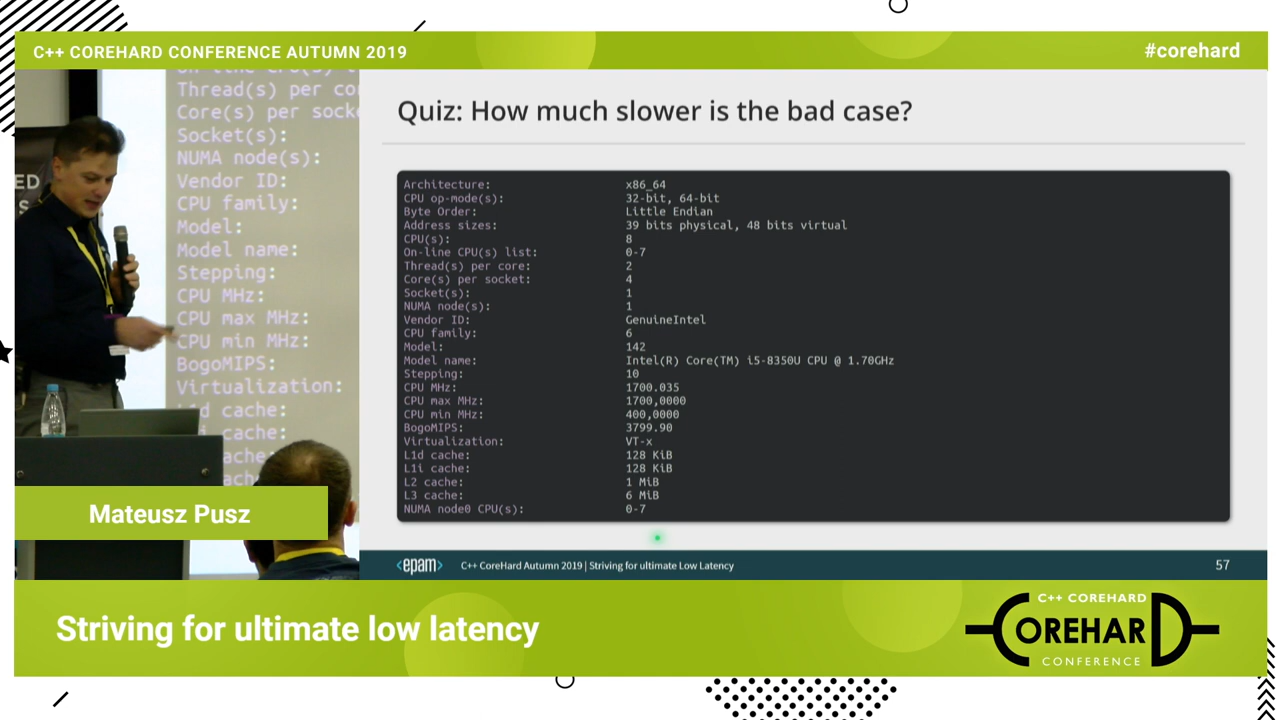 C++ COREHARD CONFERENCE AUTUMN 2019
#corehard
Thread(s) per co
Core(s) per socke
Socket(s):
NUMA node(s):
Vendor ID:
CPU family:
Model:
Model name:
Stepping:
CPU MHz:
CPU max MHz:
CPU min MHz:
BogoMIPS:
Virtualization:
d cache:
cache:
ache:
ach
ED
S
Mateusz Pusz
Quiz: How much slower is the bad case?
Architecture: x86_64
CPU op-mode(s): 32-bit, 64-bit
Byte Order: Little Endian
Address sizes: 39 bits physical, 48 bits virtual
CPU(s): 8
On-line CPU(s) list: 0-7
Thread(s) per core: 2
Core(s) per socket: 4
Socket(s): 1
NUMA node(s): 1
Vendor ID: GenuineIntel
CPU family: 6
Model: 142
Model name: Intel(R) Core(TM) i5-8350U CPU @ 1.70GHz
Stepping: 10
CPU MHz: 1700.035
CPU max MHz: 1700,0000
CPU min MHz: 400,0000
BogoMIPS: 3799.90
Virtualization: VT-x
L1d cache: 128 KiB
L1i cache: 128 KiB
L2 cache: 1 MiB
L3 cache: 6 MiB
NUMA node0 CPU(s): 0-7
<epam> C++ CoreHard Autumn 2019 | Striving for ultimate Low Latency 57
Striving for ultimate low latency
C++ COREHARD
COREHARD
CONFERENCE